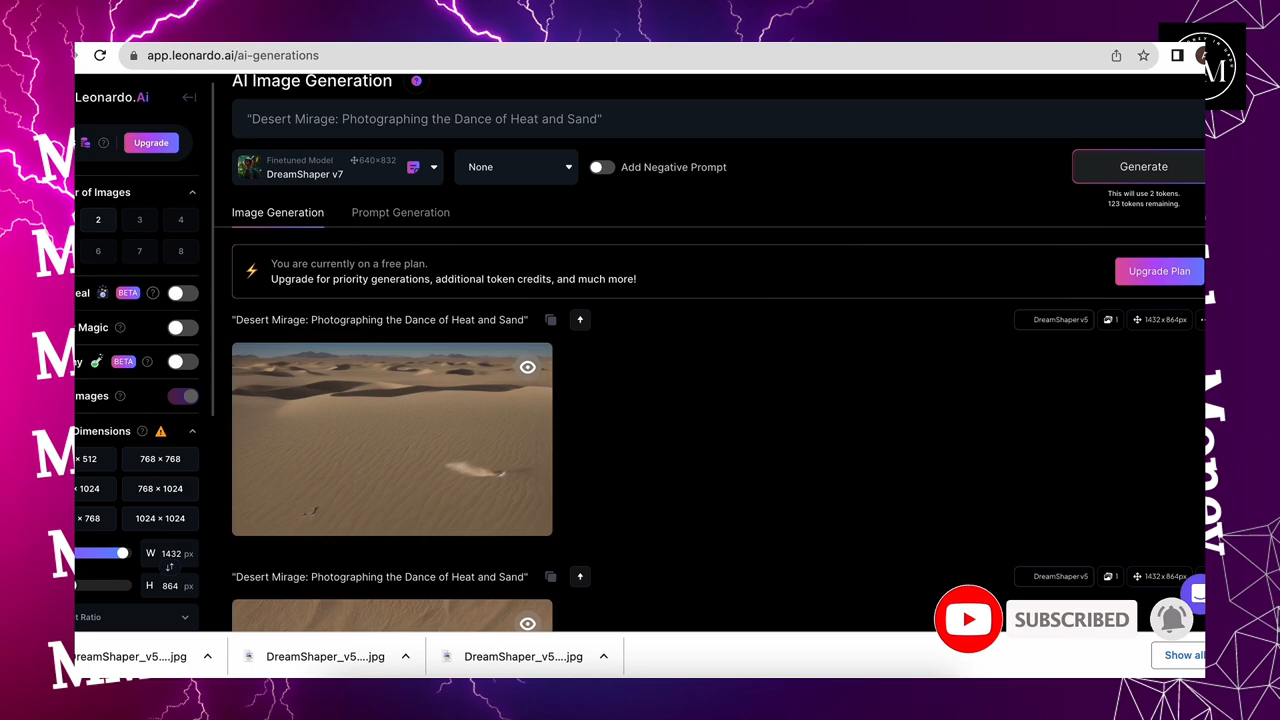 app.leonardo.ai/ai-generations
AI Image Generation
Leonardo.Ai
"Desert Mirage: Photographing the Dance of Heat and Sand"
Upgrade
Finetuned Model
640×832
DreamShaper v7
None
Add Negative Prompt
Generate
This will use 2 tokens.
123 tokens remaining.
r of Images
2 3 4
6 7 8
Image Generation
Prompt Generation
You are currently on a free plan.
Upgrade for priority generations, additional token credits, and much more!
Upgrade Plan
eal BETA
Magic
y BETA
mages
"Desert Mirage: Photographing the Dance of Heat and Sand"
DreamShaper v5
1
1432x864px
Dimensions
× 512 768 × 768
× 1024 768 × 1024
× 768 1024 × 1024
W 1432 px
H 864 px
t Ratio
"Desert Mirage: Photographing the Dance of Heat and Sand"
DreamShaper v5
1
1432x864px
SUBSCRIBED
reamShaper_v5....jpg
DreamShaper_v5....jpg
DreamShaper_v5....jpg
Show all
M
Money